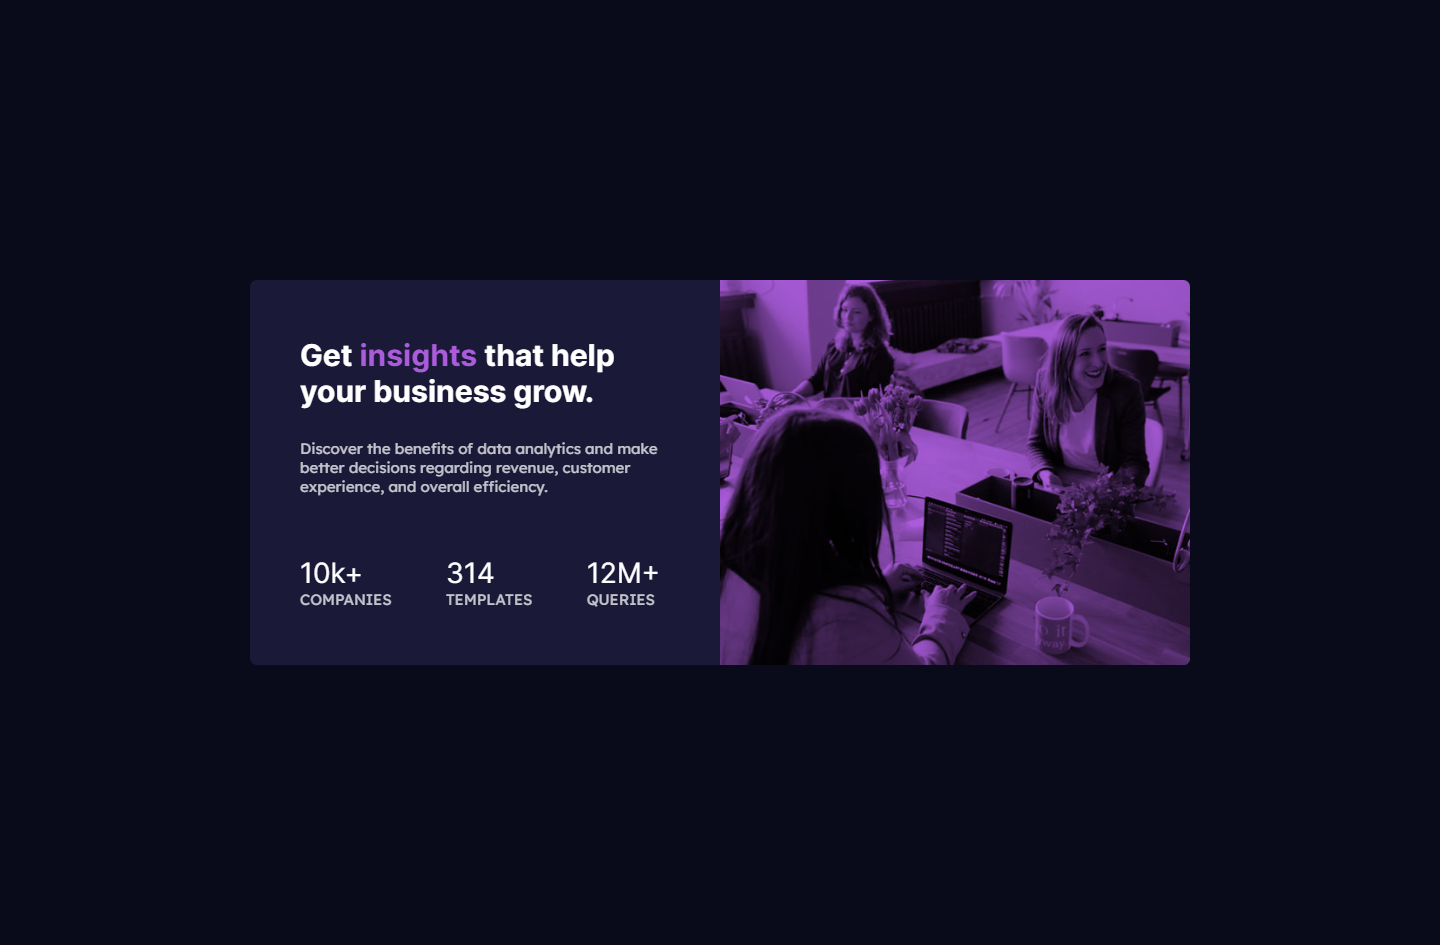 Get insights that help
your business grow.
Discover the benefits of data analytics and make
better decisions regarding revenue, customer
experience, and overall efficiency.
10k+ 314 12M+
COMPANIES TEMPLATES QUERIES